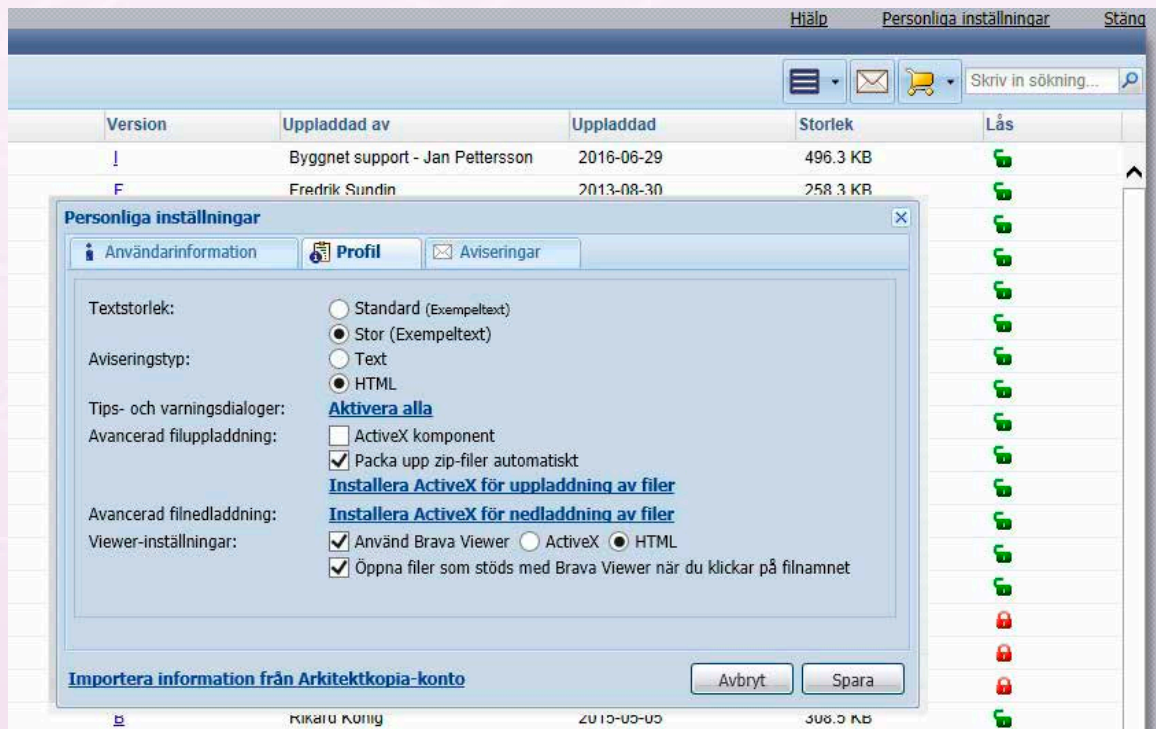 Hjälp Personliga inställningar Stäng
Skriv in sökning...
Version Uppladdad av Uppladdad Storlek Lås
I Byggnet support - Jan Pettersson 2016-06-29 496.3 KB
Fredrik Sundin 2013-08-30 258.3 KB
Personliga inställningar
Användarinformation Profil Aviseringar
Textstorlek: Standard (Exempeltext)
Stor (Exempeltext)
Aviseringstyp: Text
HTML
Tips- och varningsdialoger: Aktivera alla
Avancerad filuppladdning: ActiveX komponent
Packa upp zip-filer automatiskt
Installera ActiveX för uppladdning av filer
Avancerad filnedladdning: Installera ActiveX för nedladdning av filer
Viewer-inställningar: Använd Brava Viewer ActiveX HTML
Öppna filer som stöds med Brava Viewer när du klickar på filnamnet
Importera information från Arkitektkopia-konto Avbryt Spara
B Rikard König 2015-05-05 308.5 KB